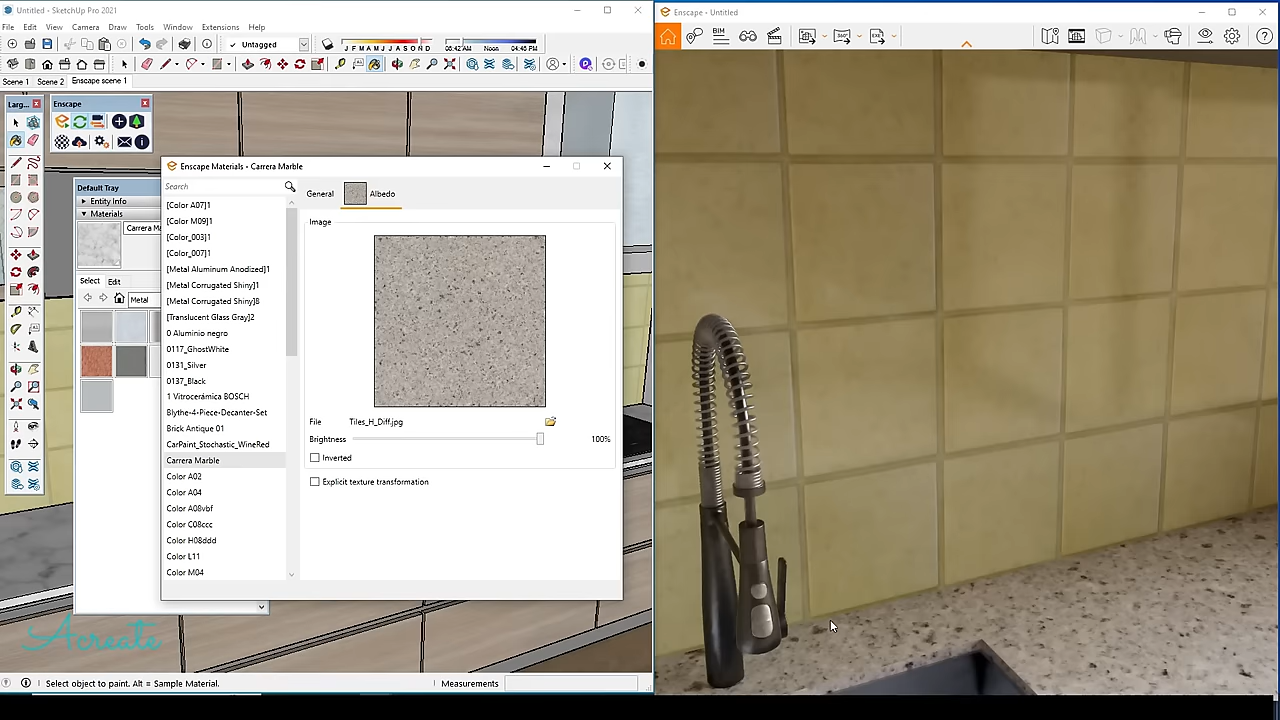 Untitled - SketchUp Pro 2021
File Edit View Camera Draw Tools Window Extensions Help
Untagged
J F M A M J J A S O N D
06:42 AM Noon 04:46 PM
Scene 1 Scene 2 Enscape scene 1
Larg...
Enscape
Default Tray
Entity Info
Materials
Carrera Ma
Select Edit
Metal
Enscape Materials - Carrera Marble
Search
[Color A07]1
[Color M09]1
[Color_003]1
[Color_007]1
[Metal Aluminum Anodized]1
[Metal Corrugated Shiny]1
[Metal Corrugated Shiny]8
[Translucent Glass Gray]2
0 Aluminio negro
0117_GhostWhite
0131_Silver
0137_Black
1 Vitrocerámica BOSCH
Blythe-4-Piece-Decanter-Set
Brick Antique 01
CarPaint_Stochastic_WineRed
Carrera Marble
Color A02
Color A04
Color A08vbf
Color C08ccc
Color H08ddd
Color L11
Color M04
General Albedo
Image
File Tiles_H_Diff.jpg
Brightness 100%
Inverted
Explicit texture transformation
Acreate
Select object to paint. Alt = Sample Material.
Measurements
Enscape - Untitled
BIM